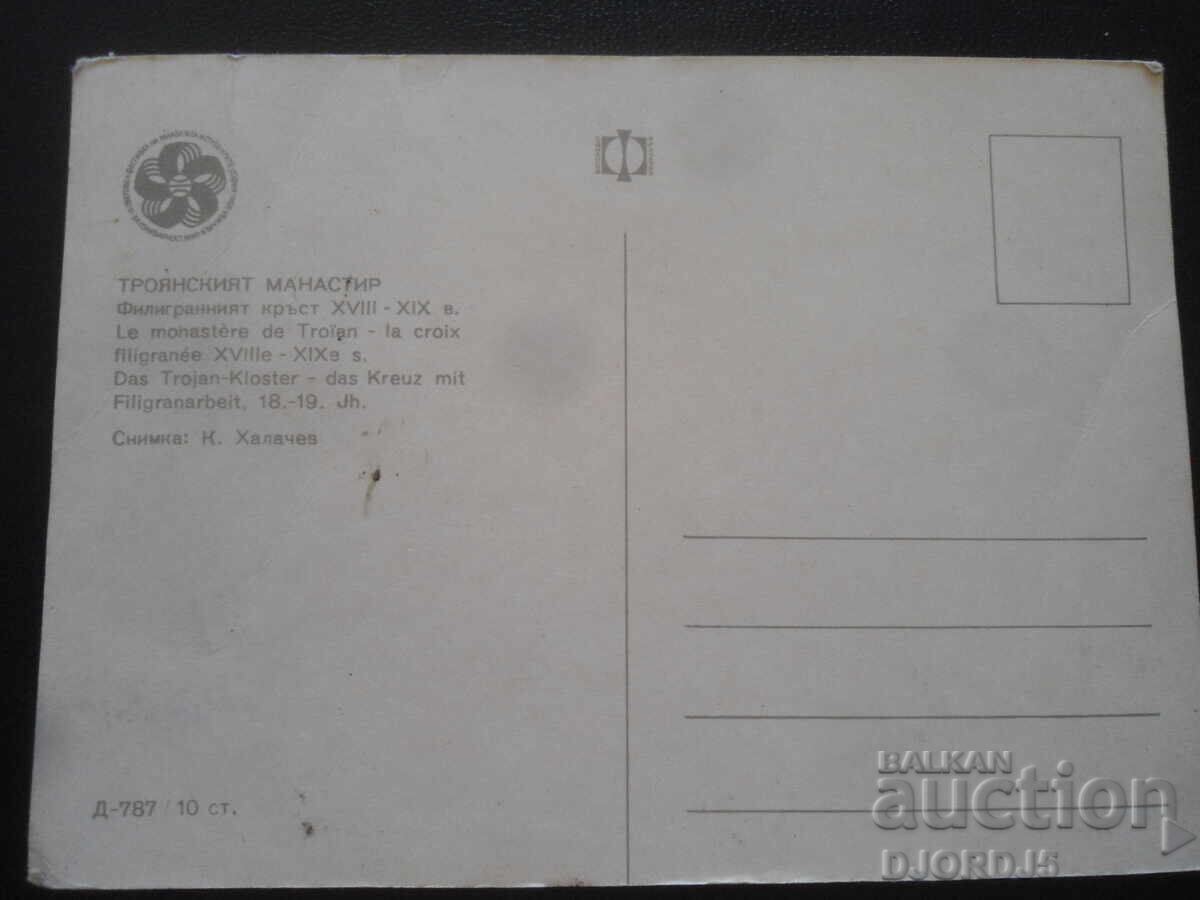 ТРОЯНСКИЯТ МАНАСТИР
Филигранният кръст XVIII - XIX в.
Le monastère de Troïan - la croix
filigranée XVIIIe - XIXe s.
Das Trojan-Kloster - das Kreuz mit
Filigranarbeit, 18.-19. Jh.
Снимка: К. Халачев
Д-787 / 10 ст.
BALKAN
auction
DJORDJ5